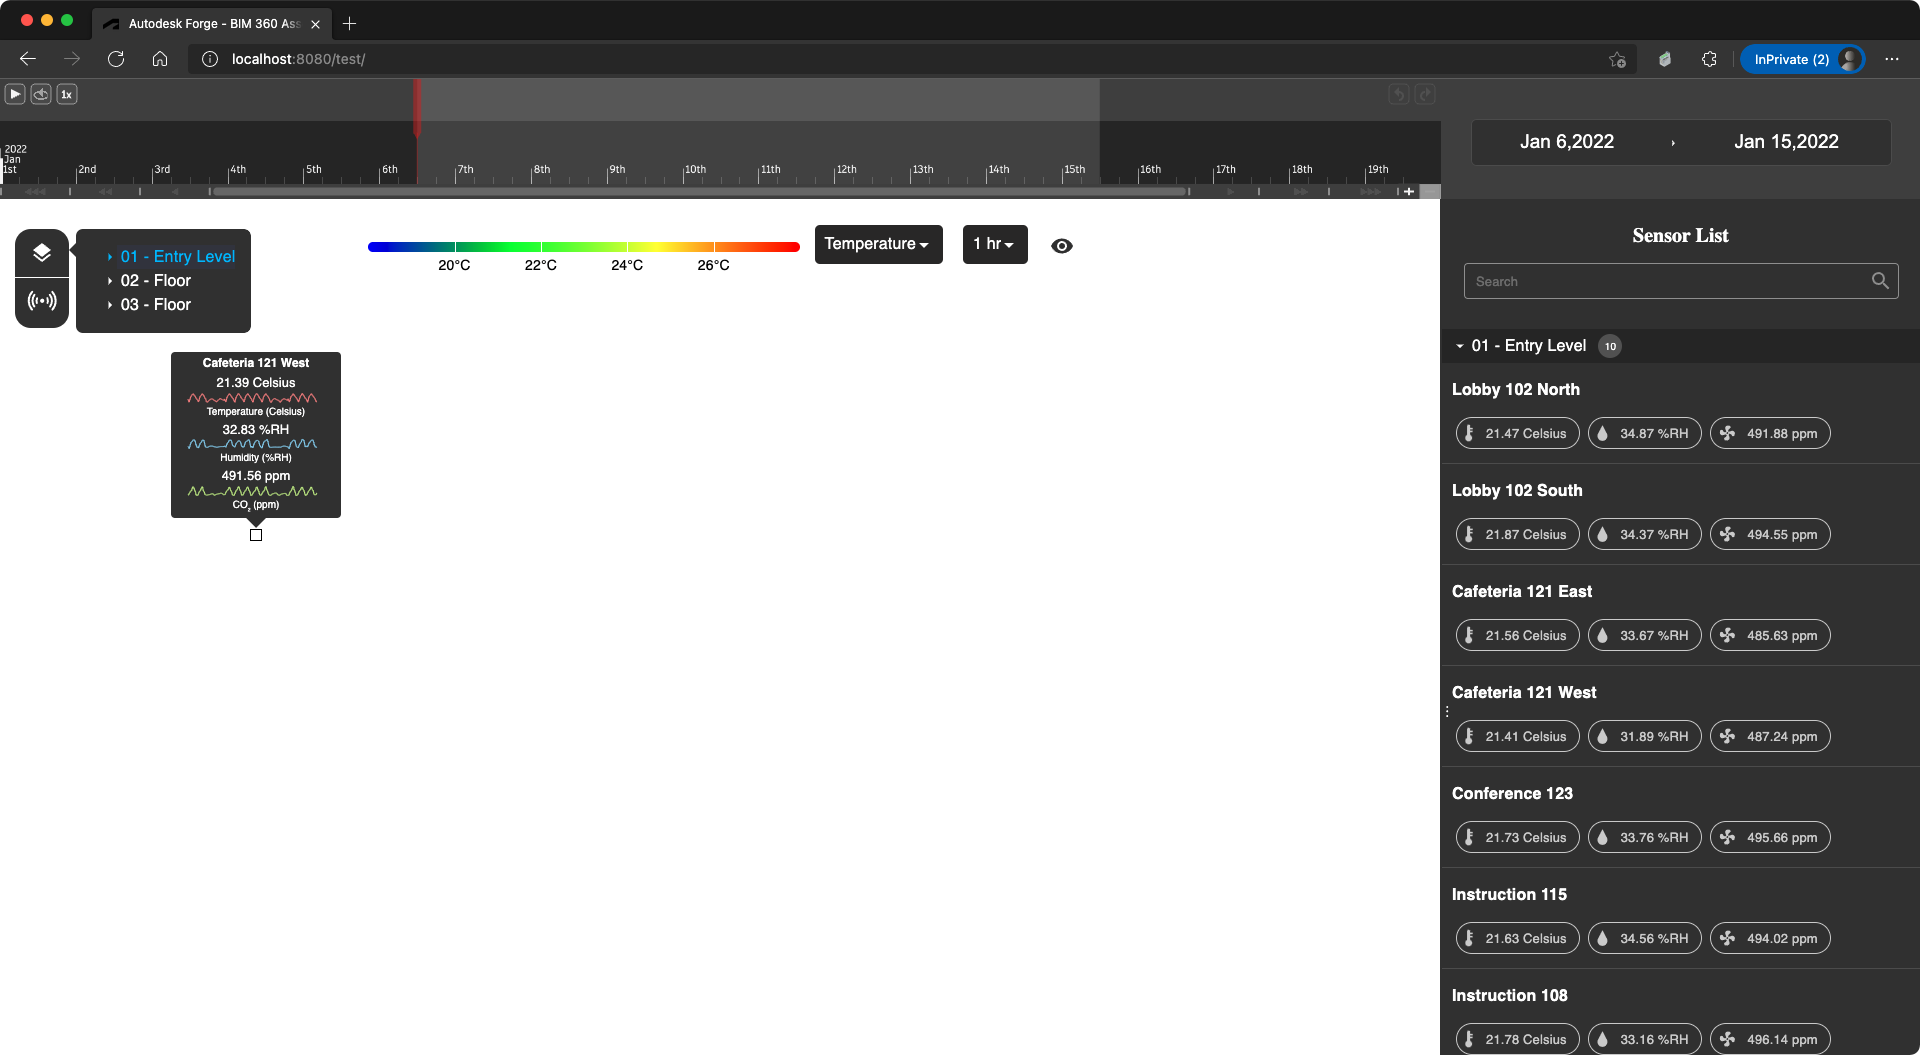 Autodesk Forge - BIM 360 Ass
localhost:8080/test/
InPrivate (2)
1x
2022
Jan
1st
2nd
3rd
4th
5th
6th
7th
8th
9th
10th
11th
12th
13th
14th
15th
16th
17th
18th
19th
Jan 6,2022
Jan 15,2022
01 - Entry Level
02 - Floor
03 - Floor
20°C
22°C
24°C
26°C
Temperature
1 hr
Cafeteria 121 West
21.39 Celsius
Temperature (Celsius)
32.83 %RH
Humidity (%RH)
491.56 ppm
CO₂ (ppm)
Sensor List
Search
01 - Entry Level 10
Lobby 102 North
21.47 Celsius
34.87 %RH
491.88 ppm
Lobby 102 South
21.87 Celsius
34.37 %RH
494.55 ppm
Cafeteria 121 East
21.56 Celsius
33.67 %RH
485.63 ppm
Cafeteria 121 West
21.41 Celsius
31.89 %RH
487.24 ppm
Conference 123
21.73 Celsius
33.76 %RH
495.66 ppm
Instruction 115
21.63 Celsius
34.56 %RH
494.02 ppm
Instruction 108
21.78 Celsius
33.16 %RH
496.14 ppm